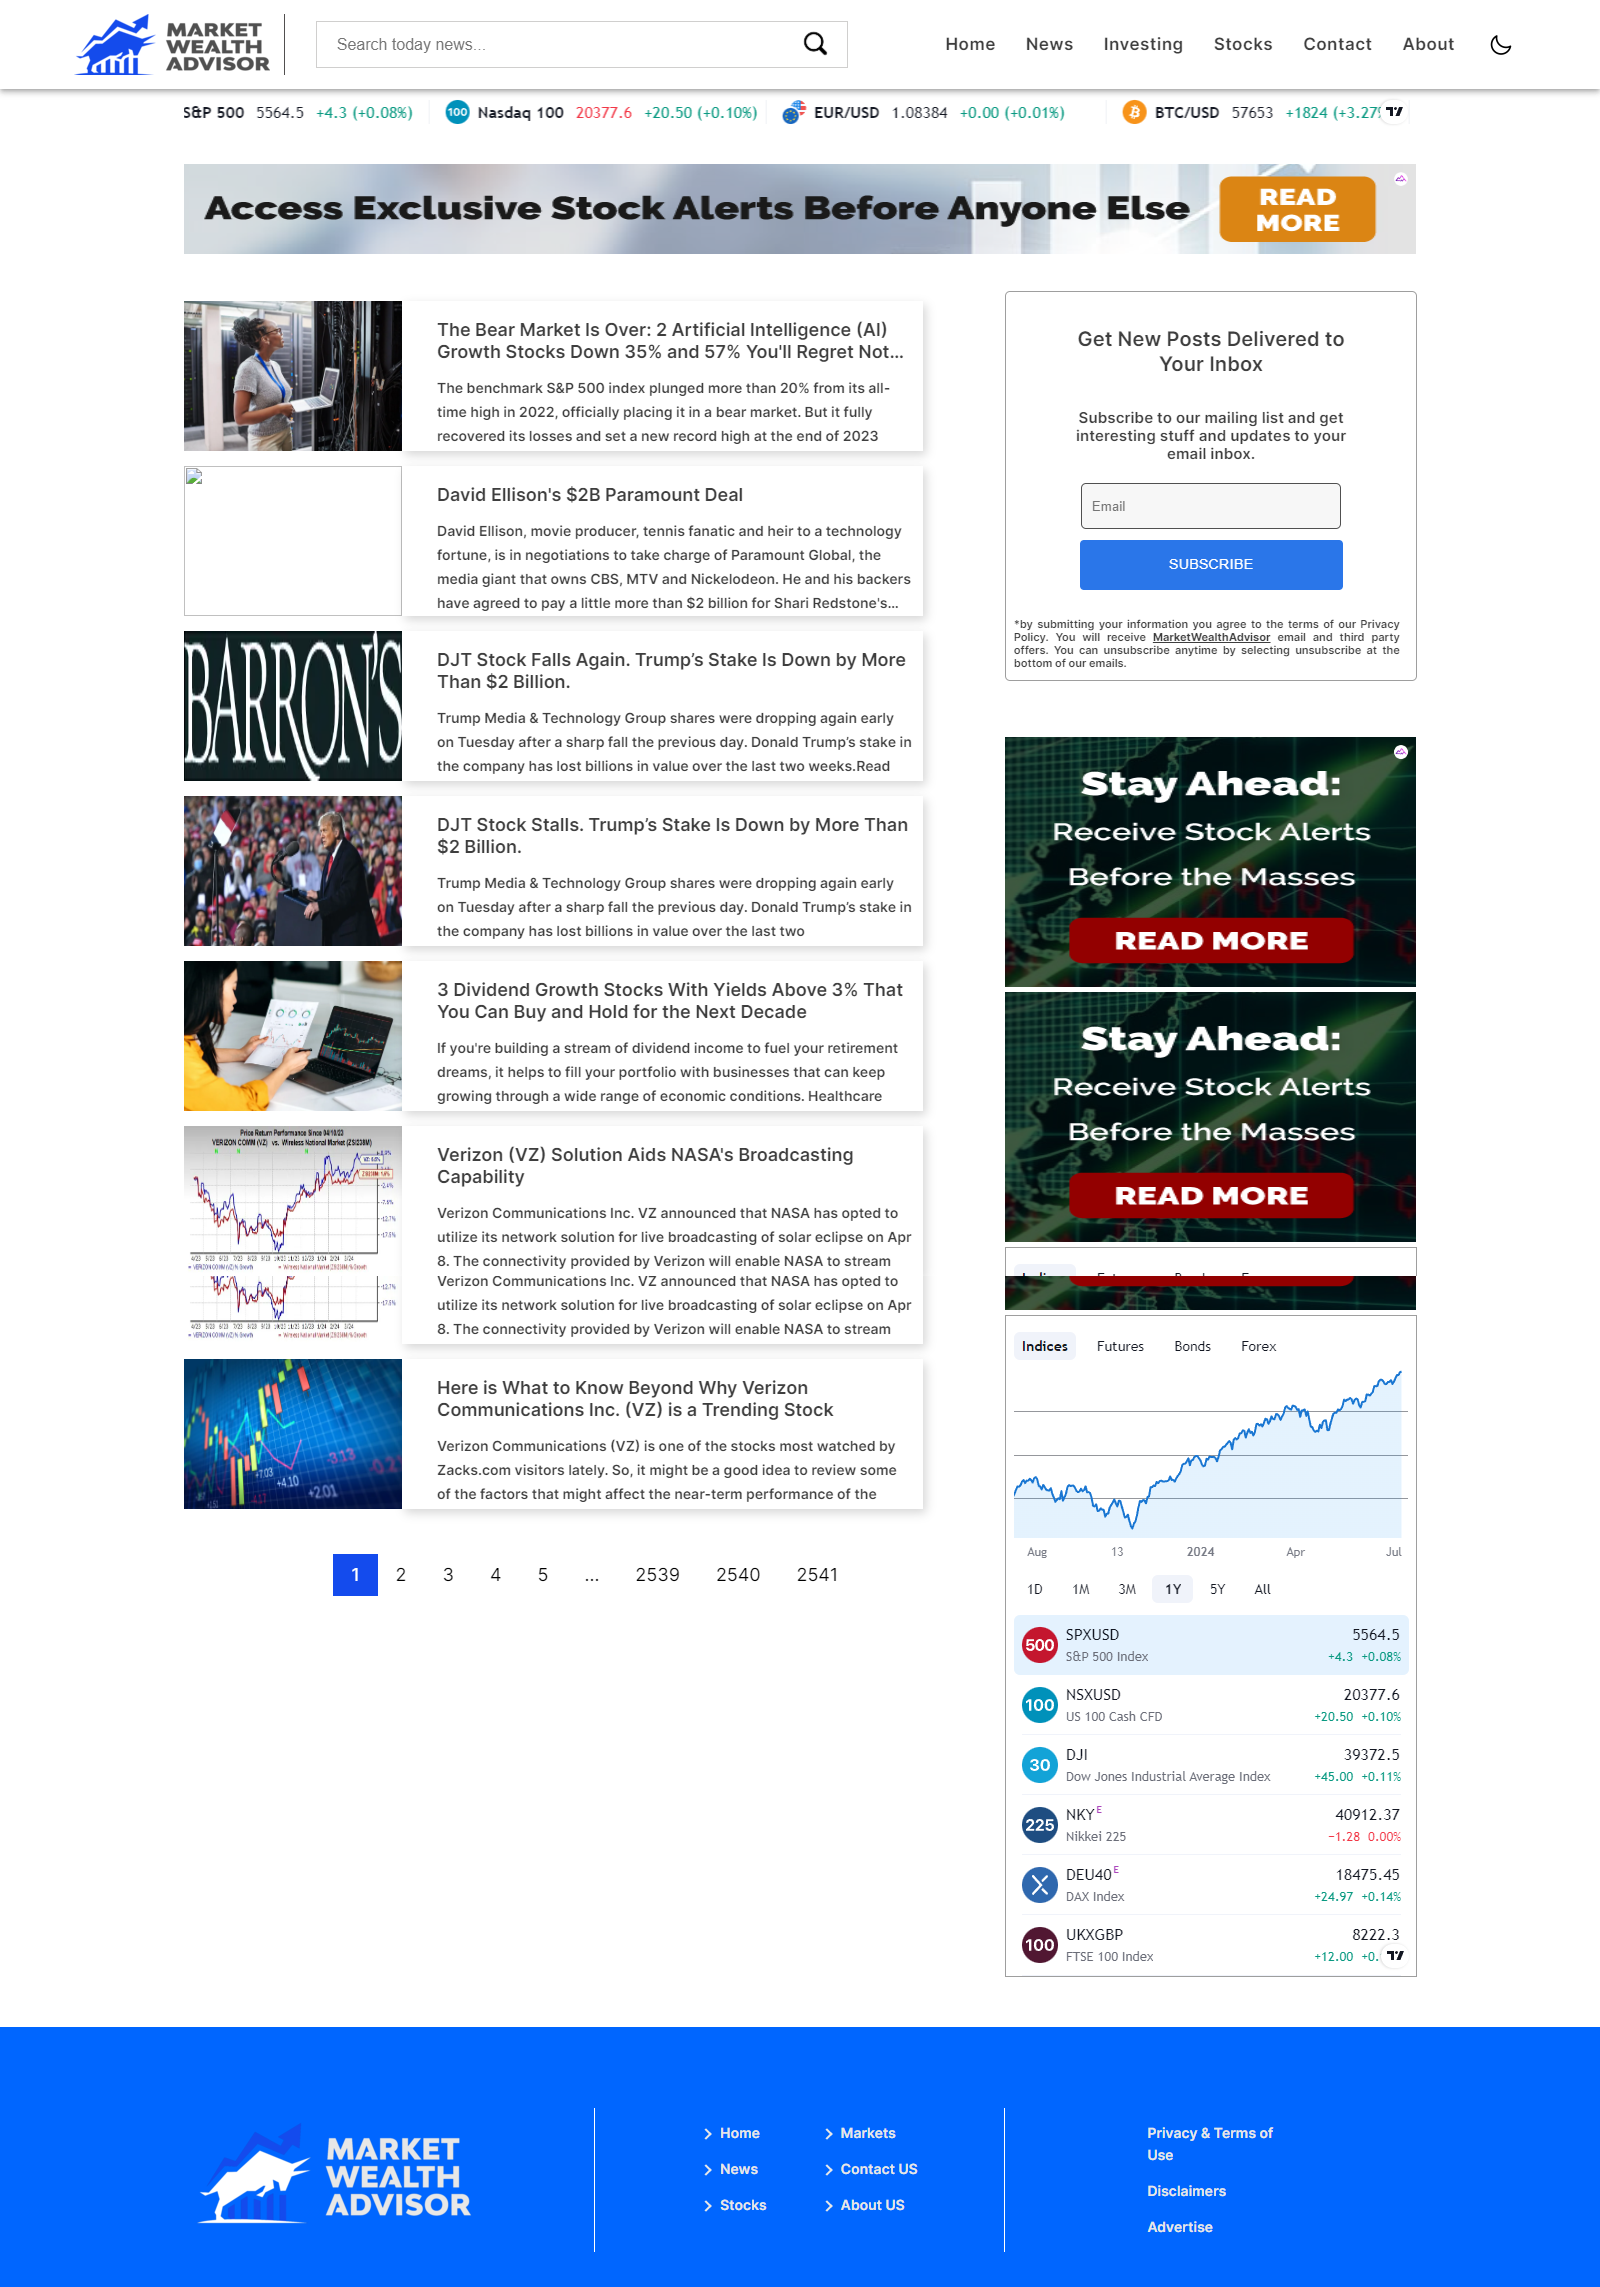 MARKET
WEALTH
ADVISOR
Search today news...
Home News Investing Stocks Contact About
S&P 500 5564.5 +4.3 (+0.08%) 100 Nasdaq 100 20377.6 +20.50 (+0.10%) EUR/USD 1.08384 +0.00 (+0.01%) BTC/USD 57653 +1824 (+3.27%
Access Exclusive Stock Alerts Before Anyone Else
READ
MORE
The Bear Market Is Over: 2 Artificial Intelligence (AI)
Growth Stocks Down 35% and 57% You'll Regret Not...
The benchmark S&P 500 index plunged more than 20% from its all-
time high in 2022, officially placing it in a bear market. But it fully
recovered its losses and set a new record high at the end of 2023
David Ellison's $2B Paramount Deal
David Ellison, movie producer, tennis fanatic and heir to a technology
fortune, is in negotiations to take charge of Paramount Global, the
media giant that owns CBS, MTV and Nickelodeon. He and his backers
have agreed to pay a little more than $2 billion for Shari Redstone's...
BARRON'S
DJT Stock Falls Again. Trump’s Stake Is Down by More
Than $2 Billion.
Trump Media & Technology Group shares were dropping again early
on Tuesday after a sharp fall the previous day. Donald Trump’s stake in
the company has lost billions in value over the last two weeks.Read
DJT Stock Stalls. Trump’s Stake Is Down by More Than
$2 Billion.
Trump Media & Technology Group shares were dropping again early
on Tuesday after a sharp fall the previous day. Donald Trump’s stake in
the company has lost billions in value over the last two
3 Dividend Growth Stocks With Yields Above 3% That
You Can Buy and Hold for the Next Decade
If you're building a stream of dividend income to fuel your retirement
dreams, it helps to fill your portfolio with businesses that can keep
growing through a wide range of economic conditions. Healthcare
Price Return Performance Since 04/10/23
VERIZON COMM (VZ) vs. Wireless National Market (ZSI238M)
Verizon (VZ) Solution Aids NASA's Broadcasting
Capability
Verizon Communications Inc. VZ announced that NASA has opted to
utilize its network solution for live broadcasting of solar eclipse on Apr
8. The connectivity provided by Verizon will enable NASA to stream
Verizon Communications Inc. VZ announced that NASA has opted to
utilize its network solution for live broadcasting of solar eclipse on Apr
8. The connectivity provided by Verizon will enable NASA to stream
+7.03
+4.10
+2.01
-3.13
Here is What to Know Beyond Why Verizon
Communications Inc. (VZ) is a Trending Stock
Verizon Communications (VZ) is one of the stocks most watched by
Zacks.com visitors lately. So, it might be a good idea to review some
of the factors that might affect the near-term performance of the
1 2 3 4 5 ... 2539 2540 2541
Get New Posts Delivered to
Your Inbox
Subscribe to our mailing list and get
interesting stuff and updates to your
email inbox.
Email
SUBSCRIBE
*by submitting your information you agree to the terms of our Privacy
Policy. You will receive MarketWealthAdvisor email and third party
offers. You can unsubscribe anytime by selecting unsubscribe at the
bottom of our emails.
Stay Ahead:
Receive Stock Alerts
Before the Masses
READ MORE
Stay Ahead:
Receive Stock Alerts
Before the Masses
READ MORE
Indices Futures Bonds Forex
Aug 13 2024 Apr Jul
1D 1M 3M 1Y 5Y All
500 SPXUSD 5564.5
S&P 500 Index +4.3 +0.08%
100 NSXUSD 20377.6
US 100 Cash CFD +20.50 +0.10%
30 DJI 39372.5
Dow Jones Industrial Average Index +45.00 +0.11%
225 NKY E 40912.37
Nikkei 225 −1.28 0.00%
DEU40 E 18475.45
DAX Index +24.97 +0.14%
100 UKXGBP 8222.3
FTSE 100 Index +12.00 +0.
MARKET
WEALTH
ADVISOR
Home
News
Stocks
Markets
Contact US
About US
Privacy & Terms of
Use
Disclaimers
Advertise